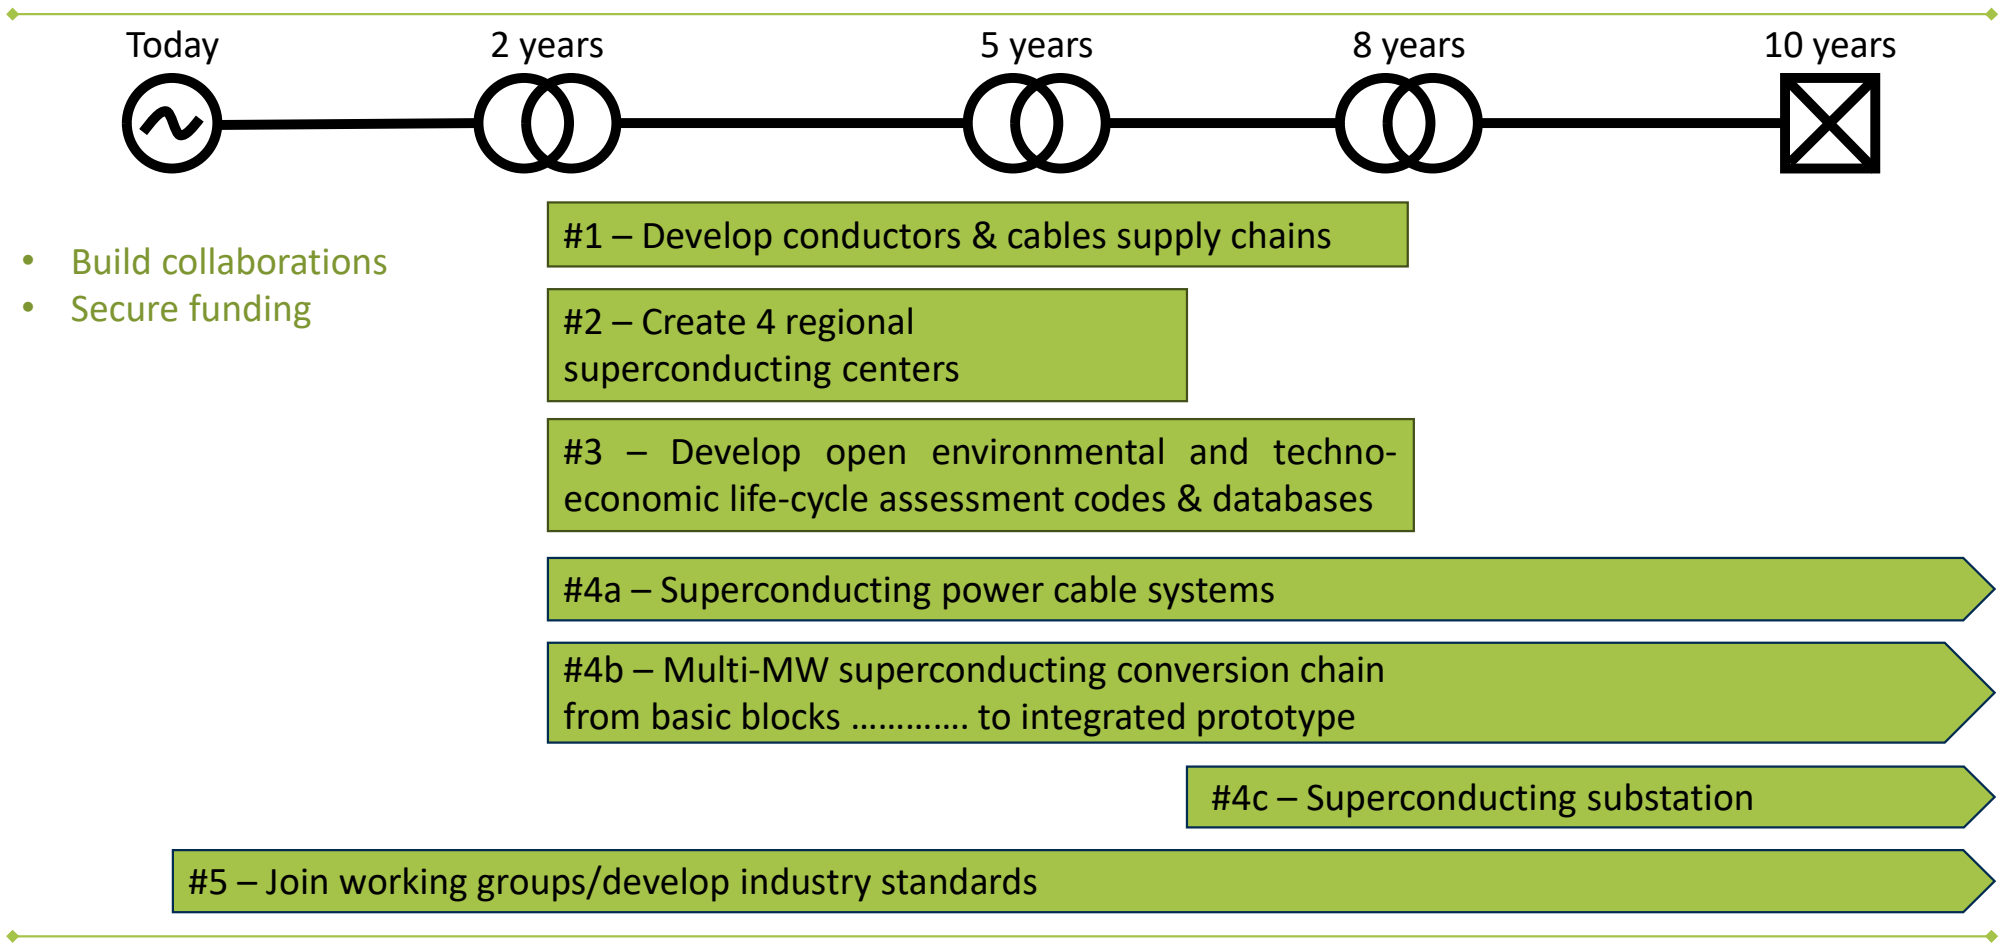 Today
2 years
5 years
8 years
10 years
• Build collaborations
• Secure funding
#1 – Develop conductors & cables supply chains
#2 – Create 4 regional
superconducting centers
#3 – Develop open environmental and techno-
economic life-cycle assessment codes & databases
#4a – Superconducting power cable systems
#4b – Multi-MW superconducting conversion chain
from basic blocks …………. to integrated prototype
#4c – Superconducting substation
#5 – Join working groups/develop industry standards